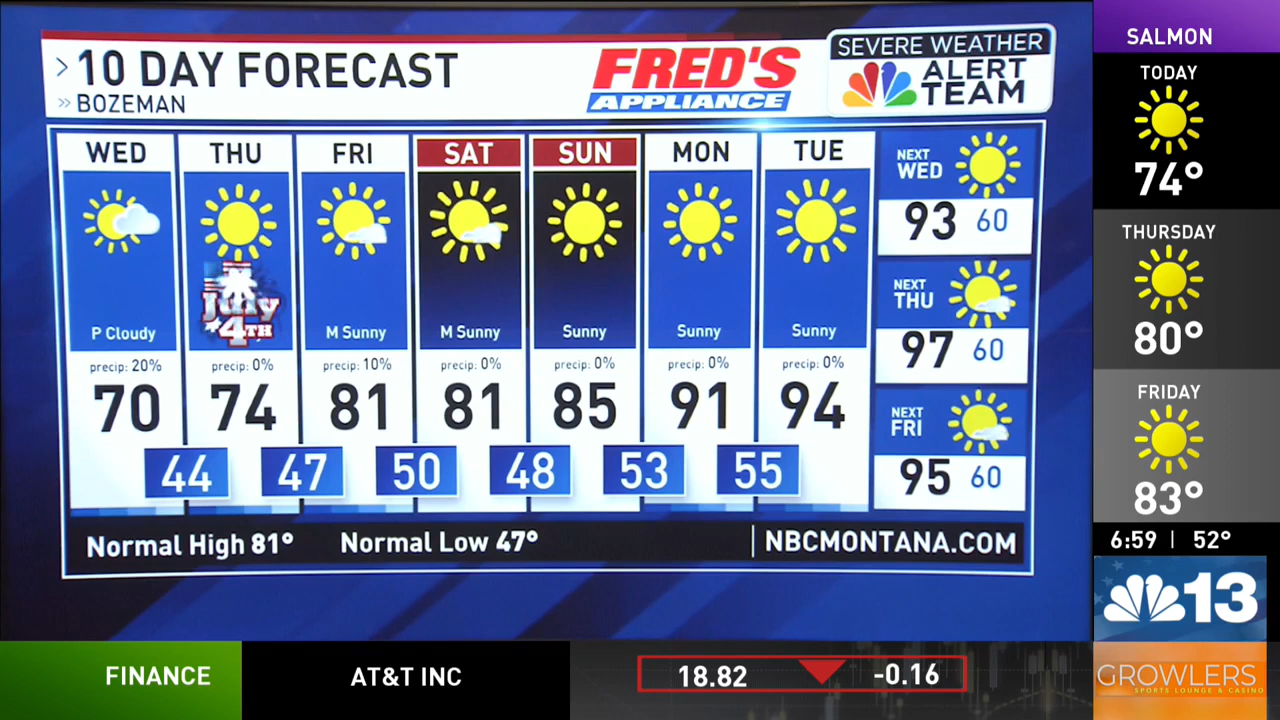 > 10 DAY FORECAST
» BOZEMAN
FRED'S
APPLIANCE
SEVERE WEATHER
ALERT
TEAM
WED
P Cloudy
precip: 20%
70
44
THU
July
4TH
precip: 0%
74
47
FRI
M Sunny
precip: 10%
81
50
SAT
M Sunny
precip: 0%
81
48
SUN
Sunny
precip: 0%
85
53
MON
Sunny
precip: 0%
91
55
TUE
Sunny
precip: 0%
94
NEXT
WED
93 60
NEXT
THU
97 60
NEXT
FRI
95 60
Normal High 81° Normal Low 47° | NBCMONTANA.COM
SALMON
TODAY
74°
THURSDAY
80°
FRIDAY
83°
6:59 | 52°
13
GROWLERS
SPORTS LOUNGE & CASINO
FINANCE AT&T INC 18.82 -0.16